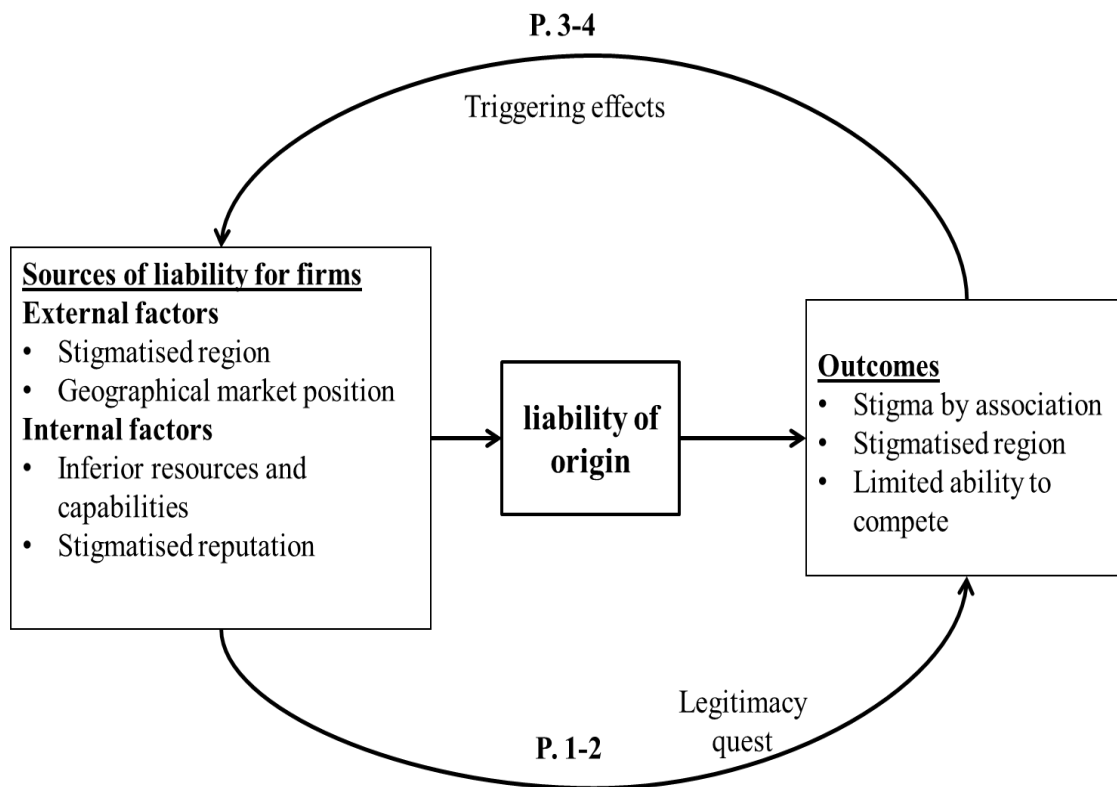 P. 3-4
Triggering effects
Sources of liability for firms
External factors
• Stigmatised region
• Geographical market position
Internal factors
• Inferior resources and
capabilities
• Stigmatised reputation
liability of
origin
Outcomes
• Stigma by association
• Stigmatised region
• Limited ability to
compete
Legitimacy
quest
P. 1-2